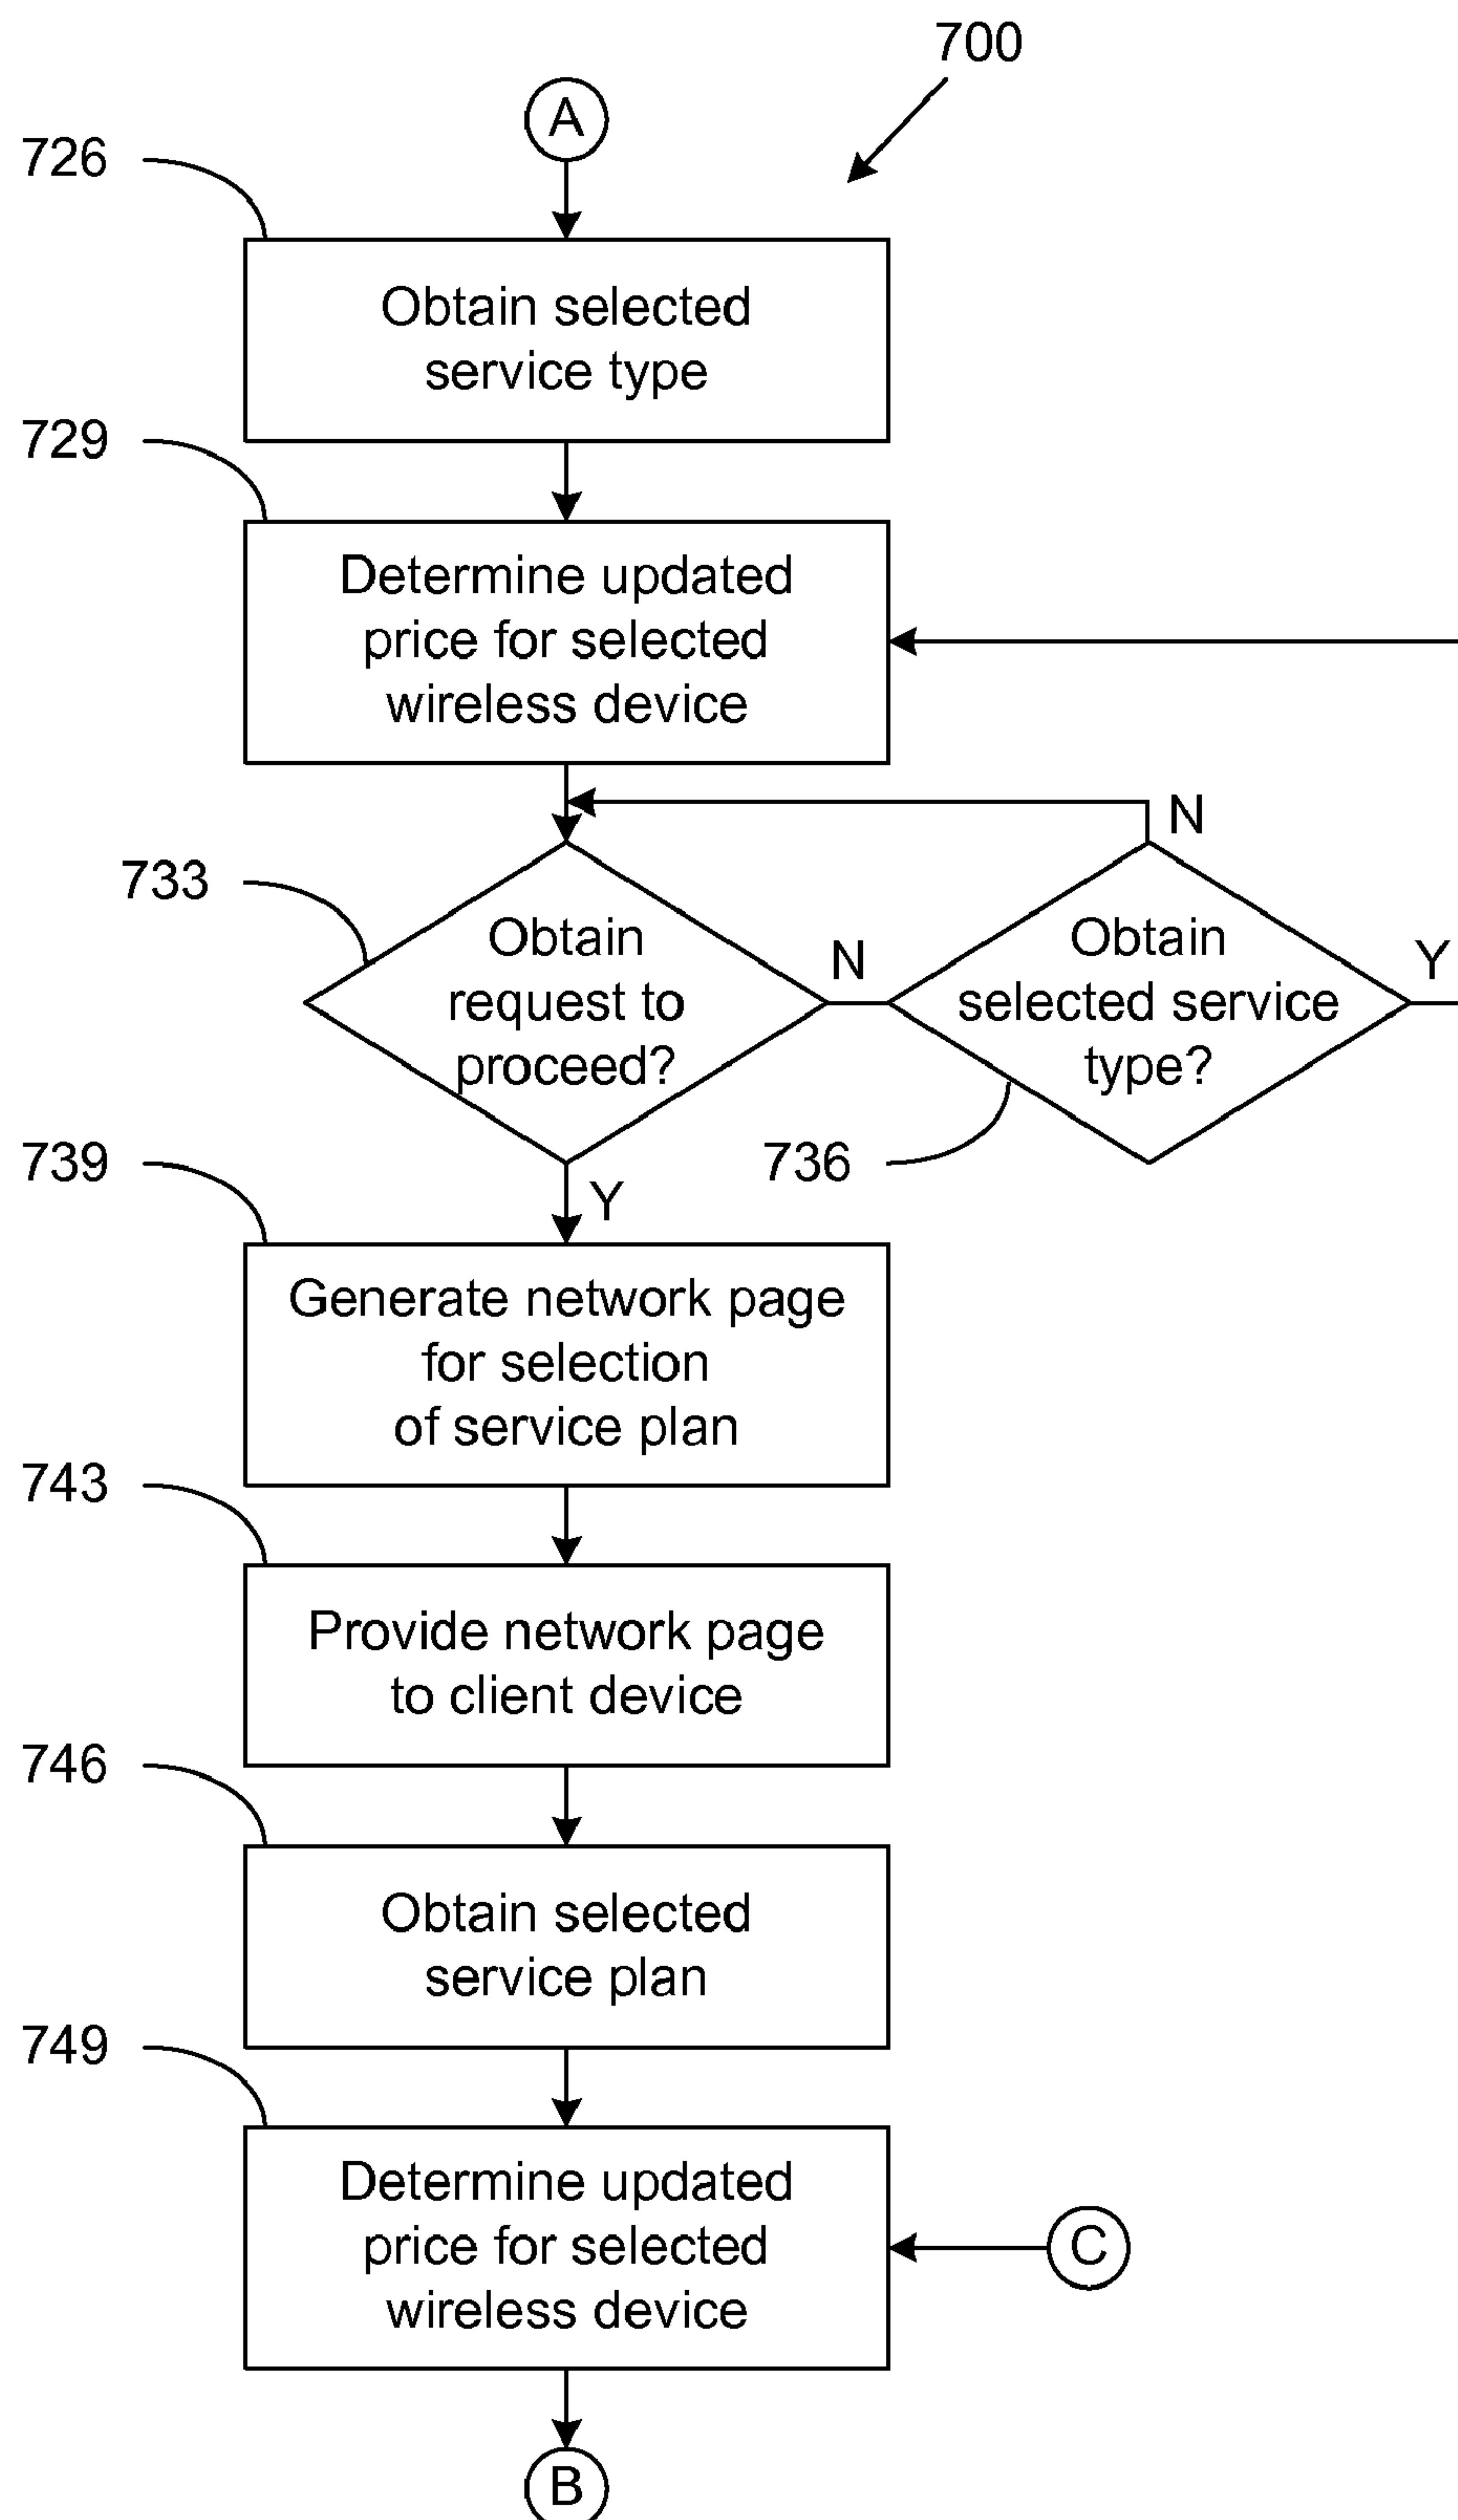 700
A
726
Obtain selected
service type
729
Determine updated
price for selected
wireless device
N
733
Obtain
request to
proceed?
N
Obtain
selected service
type?
Y
736
739
Y
Generate network page
for selection
of service plan
743
Provide network page
to client device
746
Obtain selected
service plan
749
Determine updated
price for selected
wireless device
C
B